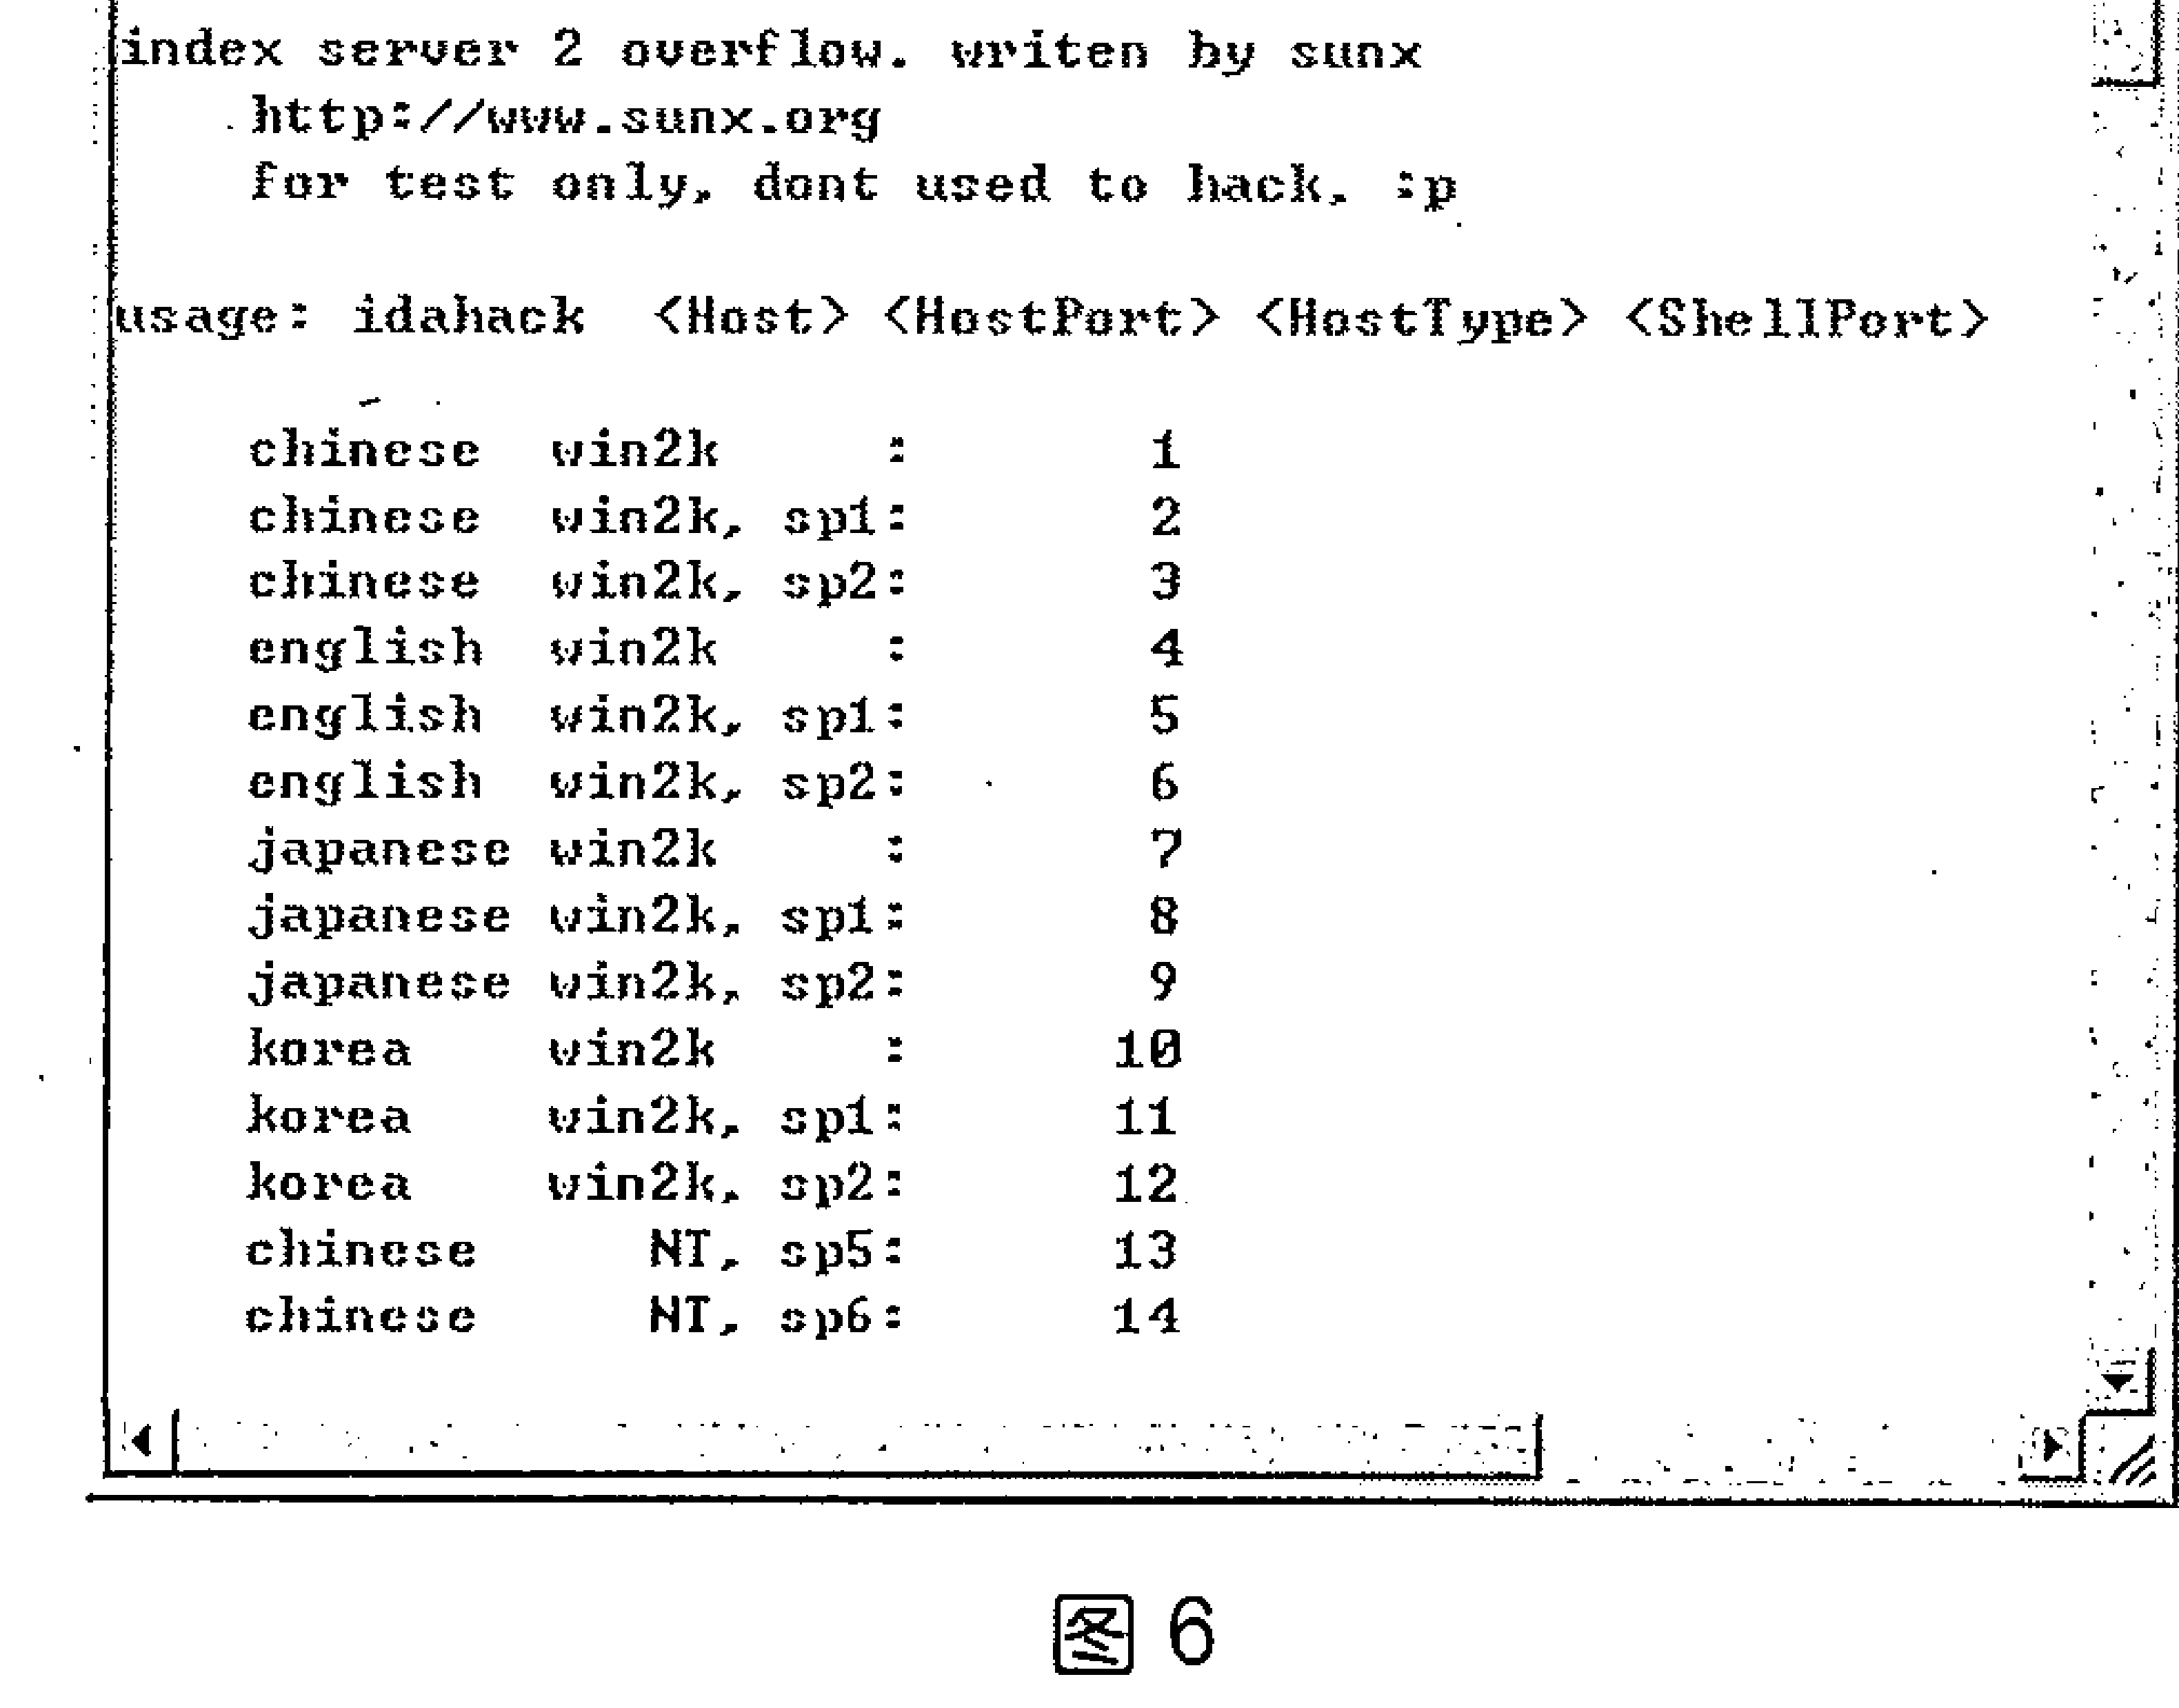 index server 2 overflow. writen by sunx
http://www.sunx.org
for test only, dont used to hack. :p
usage: idahack <Host> <HostPort> <HostType> <ShellPort>
chinese win2k : 1
chinese win2k, sp1: 2
chinese win2k, sp2: 3
english win2k : 4
english win2k, sp1: 5
english win2k, sp2: 6
japanese win2k : 7
japanese win2k, sp1: 8
japanese win2k, sp2: 9
korea win2k : 10
korea win2k, sp1: 11
korea win2k, sp2: 12
chinese NT, sp5: 13
chinese NT, sp6: 14
图 6